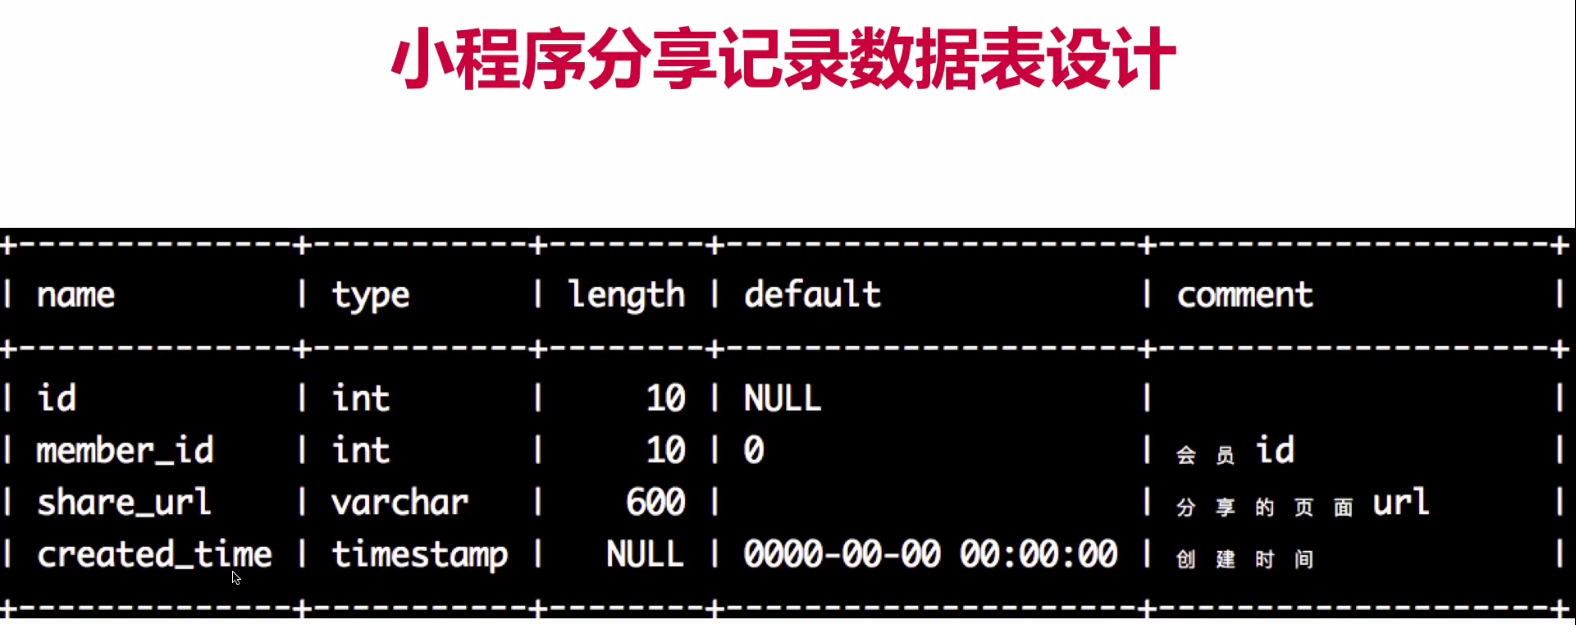 小程序分享记录数据表设计
+--------------+-----------+--------+---------------------+--------------------+
| name | type | length | default | comment |
+--------------+-----------+--------+---------------------+--------------------+
| id | int | 10 | NULL | |
| member_id | int | 10 | 0 | 会员id |
| share_url | varchar | 600 | | 分享的页面url |
| created_time | timestamp | NULL | 0000-00-00 00:00:00 | 创建时间 |
+--------------+-----------+--------+---------------------+--------------------+